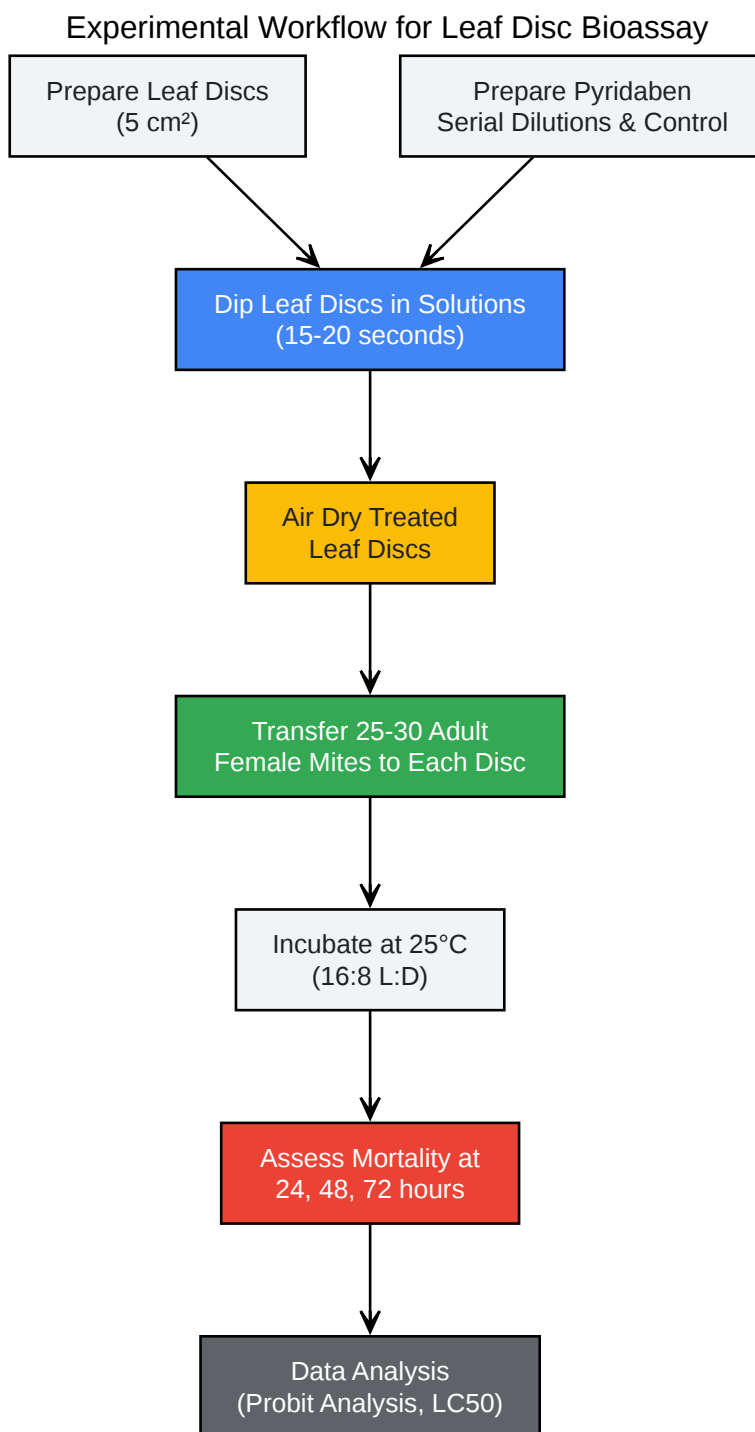 Experimental Workflow for Leaf Disc Bioassay
Prepare Leaf Discs
(5 cm²)
Prepare Pyridaben
Serial Dilutions & Control
Dip Leaf Discs in Solutions
(15-20 seconds)
Air Dry Treated
Leaf Discs
Transfer 25-30 Adult
Female Mites to Each Disc
Incubate at 25°C
(16:8 L:D)
Assess Mortality at
24, 48, 72 hours
Data Analysis
(Probit Analysis, LC50)